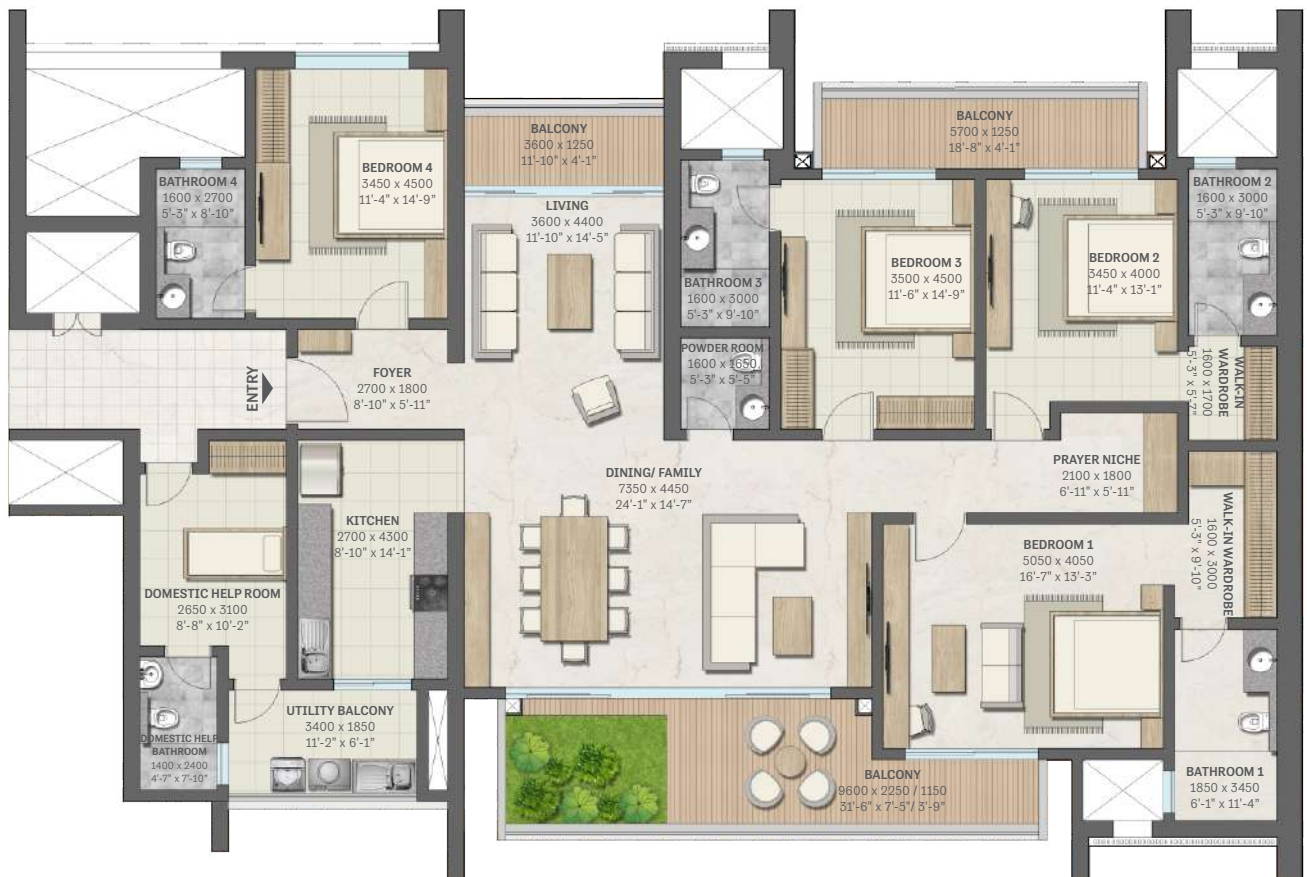 BALCONY
3600 x 1250
11'-10" x 4'-1"
BALCONY
5700 x 1250
18'-8" x 4'-1"
BEDROOM 4
3450 x 4500
11'-4" x 14'-9"
BATHROOM 4
1600 x 2700
5'-3" x 8'-10"
LIVING
3600 x 4400
11'-10" x 14'-5"
BATHROOM 3
1600 x 3000
5'-3" x 9'-10"
BEDROOM 3
3500 x 4500
11'-6" x 14'-9"
BEDROOM 2
3450 x 4000
11'-4" x 13'-1"
BATHROOM 2
1600 x 3000
5'-3" x 9'-10"
POWDER ROOM
1600 x 1650
5'-3" x 5'-5"
WALK-IN
WARDROBE
1600 x 1700
5'-3" x 5'-7"
ENTRY
FOYER
2700 x 1800
8'-10" x 5'-11"
DINING/ FAMILY
7350 x 4450
24'-1" x 14'-7"
PRAYER NICHE
2100 x 1800
6'-11" x 5'-11"
KITCHEN
2700 x 4300
8'-10" x 14'-1"
BEDROOM 1
5050 x 4050
16'-7" x 13'-3"
WALK-IN WARDROBE
1600 x 3000
5'-3" x 9'-10"
DOMESTIC HELP ROOM
2650 x 3100
8'-8" x 10'-2"
UTILITY BALCONY
3400 x 1850
11'-2" x 6'-1"
DOMESTIC HELP
BATHROOM
1400 x 2400
4'-7" x 7'-10"
BALCONY
9600 x 2250 / 1150
31'-6" x 7'-5"/ 3'-9"
BATHROOM 1
1850 x 3450
6'-1" x 11'-4"